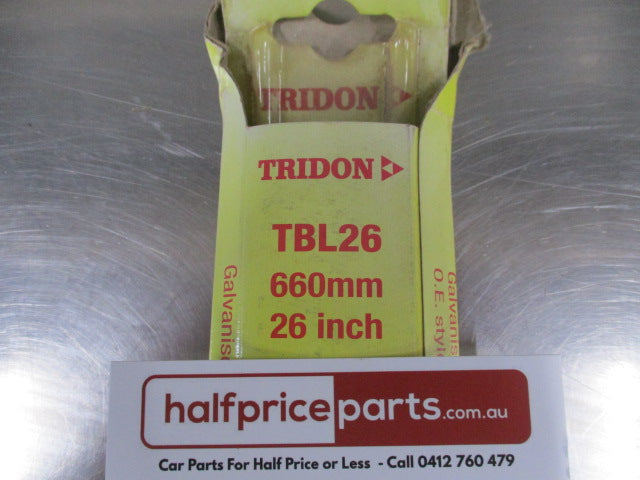 TRIDON
TRIDON
TBL26
660mm
26 inch
Galvanis
Galvanis
O.E. style
halfpriceparts.com.au
Car Parts For Half Price or Less - Call 0412 760 479